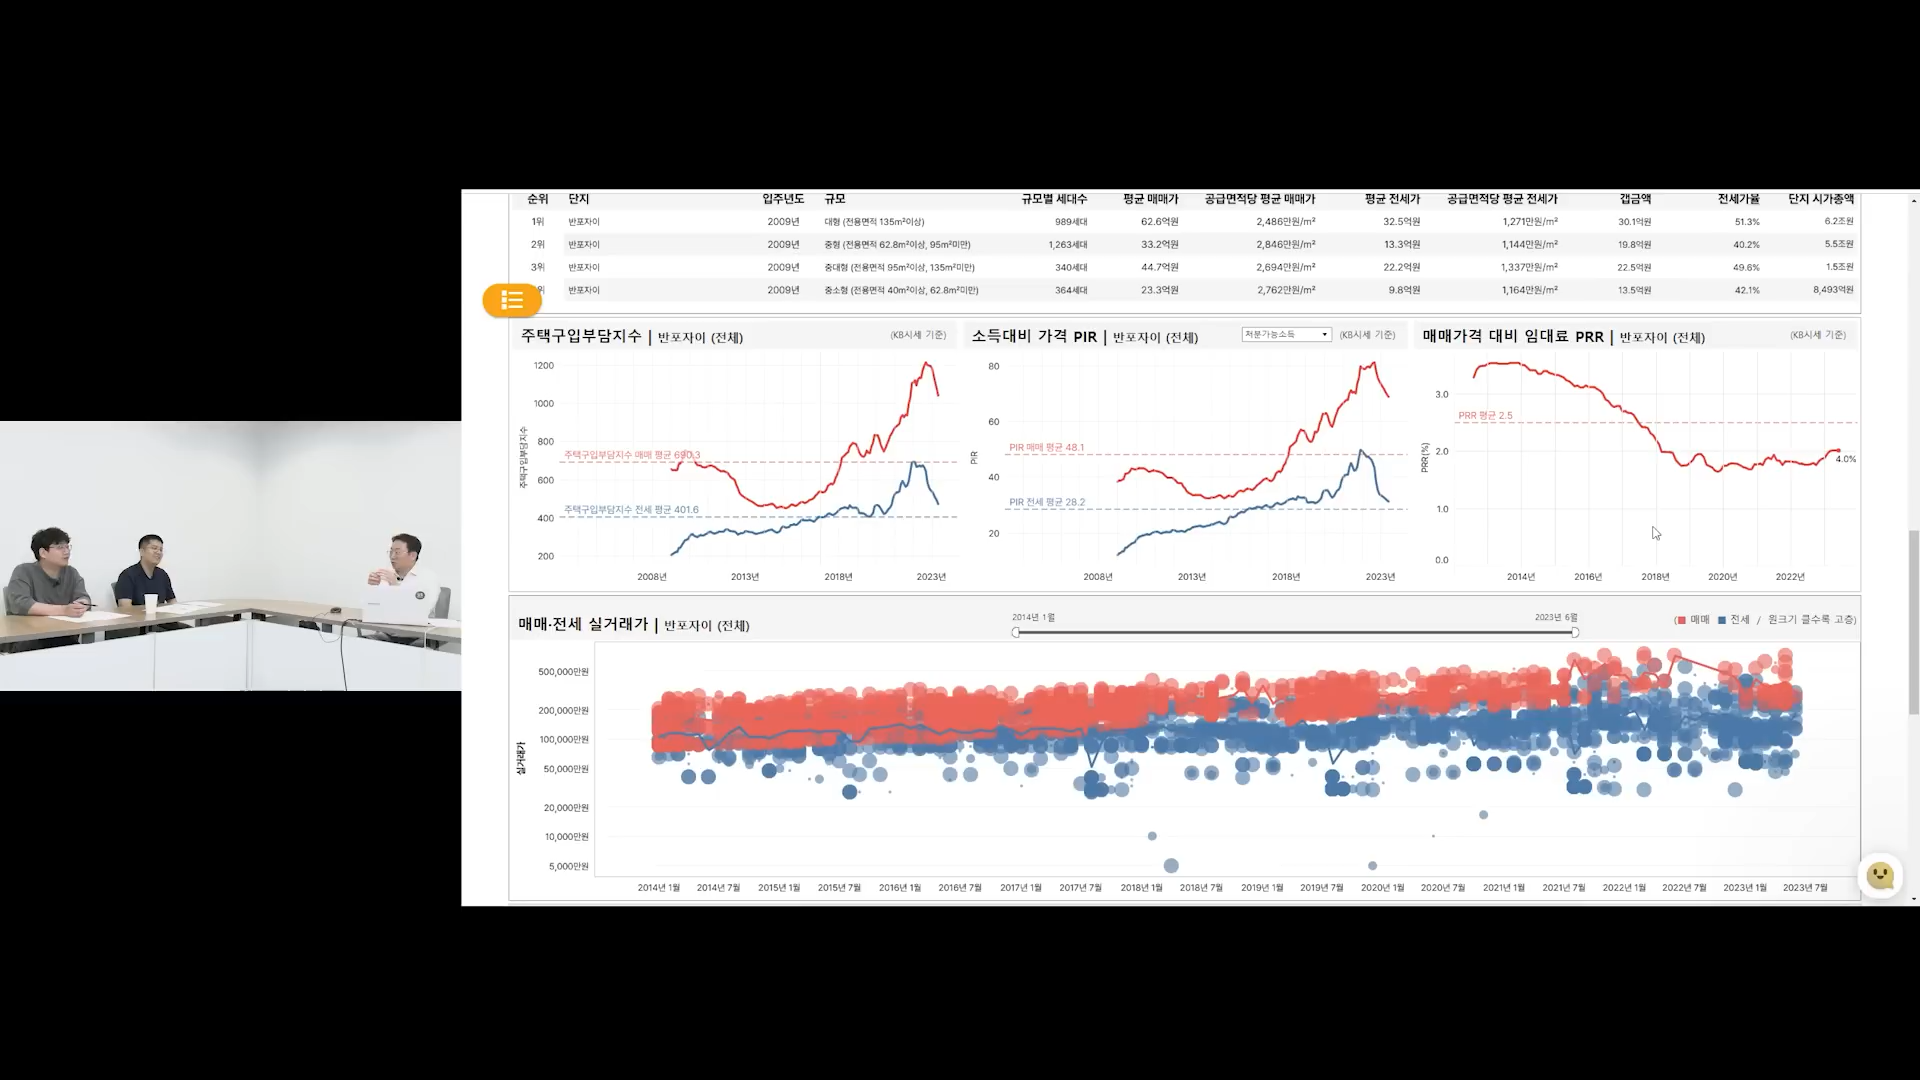 순위 단지 입주년도 규모 규모별 세대수 평균 매매가 공급면적당 평균 매매가 평균 전세가 공급면적당 평균 전세가 갭금액 전세가율 단지 시가총액
1위 반포자이 2009년 대형 (전용면적 135m²이상) 989세대 62.6억원 2,486만원/m² 32.5억원 1,271만원/m² 30.1억원 51.3% 6.2조원
2위 반포자이 2009년 중형 (전용면적 62.8m²이상, 95m²미만) 1,263세대 33.2억원 2,846만원/m² 13.3억원 1,144만원/m² 19.8억원 40.2% 5.5조원
3위 반포자이 2009년 중대형 (전용면적 95m²이상, 135m²미만) 340세대 44.7억원 2,694만원/m² 22.2억원 1,337만원/m² 22.5억원 49.6% 1.5조원
위 반포자이 2009년 중소형 (전용면적 40m²이상, 62.8m²미만) 364세대 23.3억원 2,762만원/m² 9.8억원 1,164만원/m² 13.5억원 42.1% 8,493억원
주택구입부담지수 | 반포자이 (전체) (KB시세 기준)
1200
1000
800
600
400
200
주택구입부담지수
주택구입부담지수 매매 평균 690.3
주택구입부담지수 전세 평균 401.6
2008년 2013년 2018년 2023년
소득대비 가격 PIR | 반포자이 (전체) 처분가능소득 (KB시세 기준)
80
60
40
20
PIR
PIR 매매 평균 48.1
PIR 전세 평균 28.2
2008년 2013년 2018년 2023년
매매가격 대비 임대료 PRR | 반포자이 (전체) (KB시세 기준)
3.0
2.0
1.0
0.0
PRR(%)
PRR 평균 2.5
4.0%
2014년 2016년 2018년 2020년 2022년
매매·전세 실거래가 | 반포자이 (전체)
2014년 1월 2023년 6월
( 매매 전세 / 원크기 클수록 고층)
500,000만원
200,000만원
100,000만원
50,000만원
20,000만원
10,000만원
5,000만원
실거래가
2014년 1월 2014년 7월 2015년 1월 2015년 7월 2016년 1월 2016년 7월 2017년 1월 2017년 7월 2018년 1월 2018년 7월 2019년 1월 2019년 7월 2020년 1월 2020년 7월 2021년 1월 2021년 7월 2022년 1월 2022년 7월 2023년 1월 2023년 7월